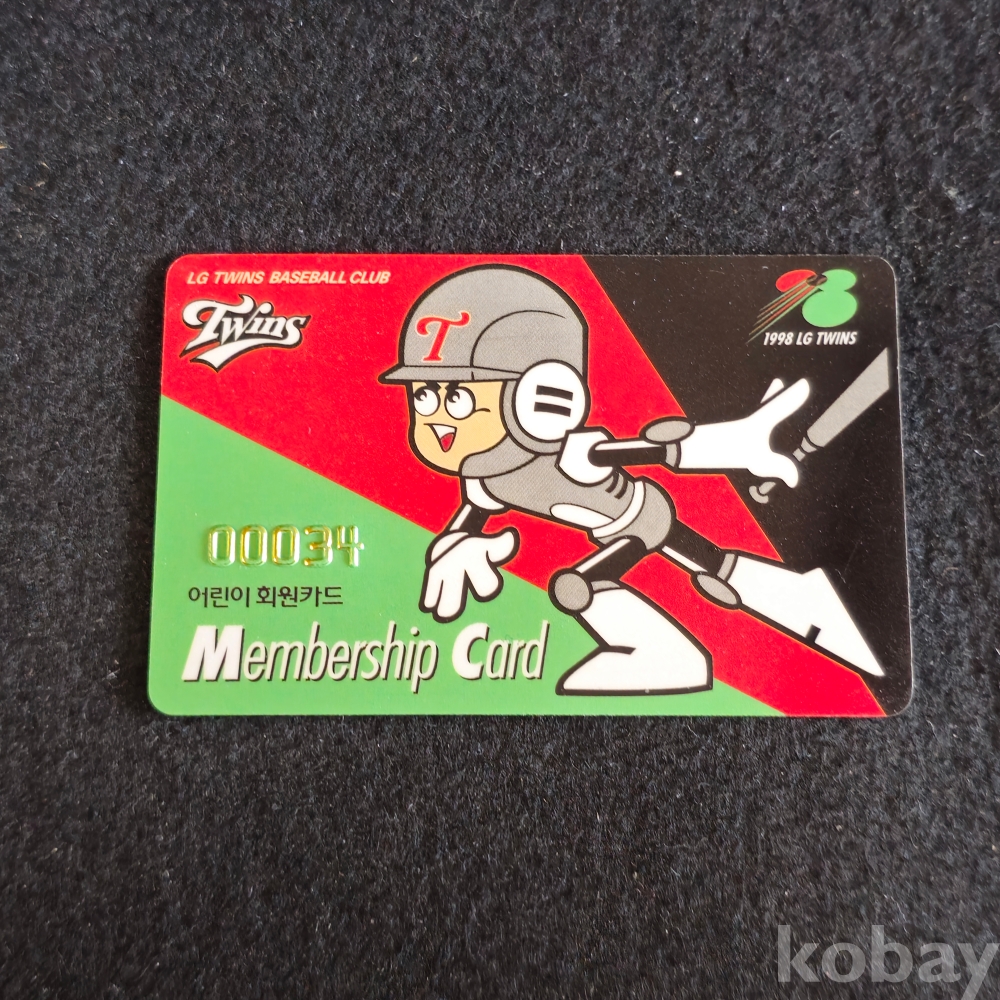 LG TWINS BASEBALL CLUB
Twins
T
98
1998 LG TWINS
00034
어린이 회원카드
Membership Card
kobay